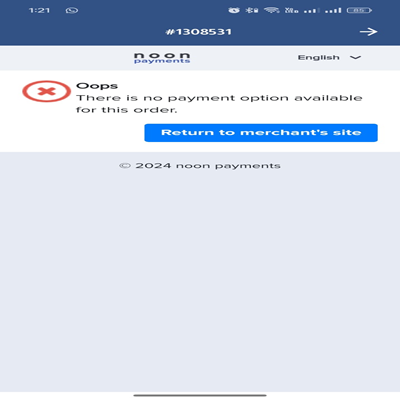 1:21
85
#1308531
noon
payments
English
Oops
There is no payment option available
for this order.
Return to merchant's site
© 2024 noon payments